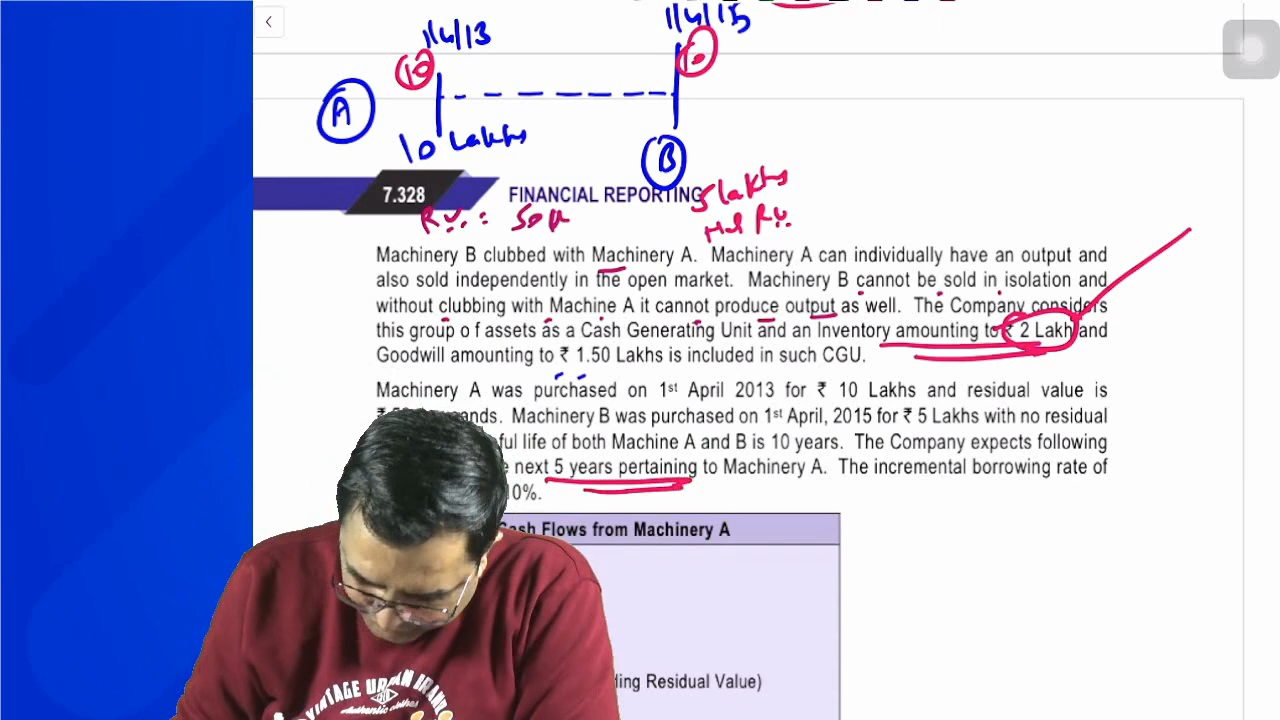 1/4/13
1/4/15
10
10
A
10 Lakhs
B
7.328 FINANCIAL REPORTING
5 lakhs
R.V. : 50k
Nil R.V.
Machinery B clubbed with Machinery A. Machinery A can individually have an output and
also sold independently in the open market. Machinery B cannot be sold in isolation and
without clubbing with Machine A it cannot produce output as well. The Company considers
this group o f assets as a Cash Generating Unit and an Inventory amounting to ₹ 2 Lakh and
Goodwill amounting to ₹ 1.50 Lakhs is included in such CGU.
Machinery A was purchased on 1st April 2013 for ₹ 10 Lakhs and residual value is
Machinery B was purchased on 1st April, 2015 for ₹ 5 Lakhs with no residual
life of both Machine A and B is 10 years. The Company expects following
next 5 years pertaining to Machinery A. The incremental borrowing rate of
10%.
Cash Flows from Machinery A
Residual Value)
VINTAGE